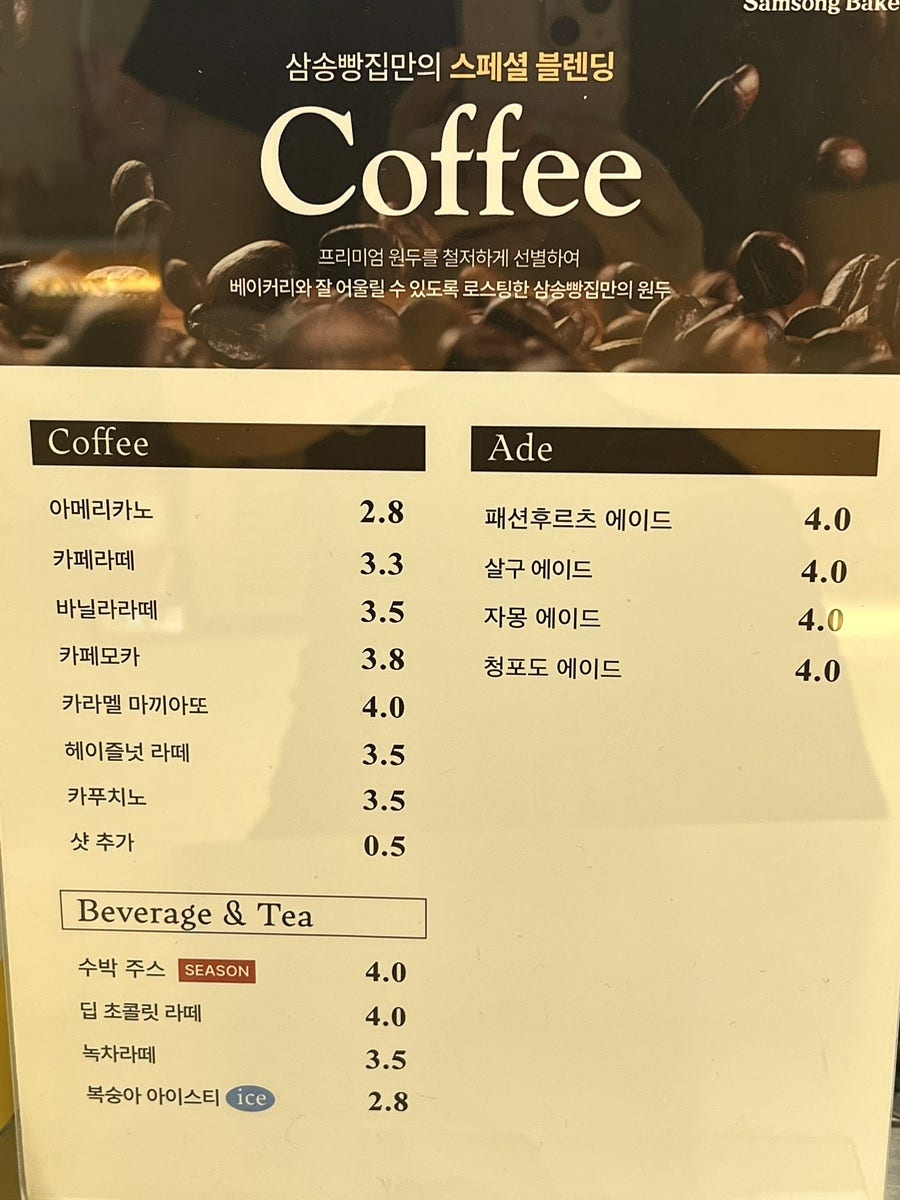 Samsong Bake
삼송빵집만의 스페셜 블렌딩
Coffee
프리미엄 원두를 철저하게 선별하여
베이커리와 잘 어울릴 수 있도록 로스팅한 삼송빵집만의 원두
Coffee
아메리카노 2.8
카페라떼 3.3
바닐라라떼 3.5
카페모카 3.8
카라멜 마끼아또 4.0
헤이즐넛 라떼 3.5
카푸치노 3.5
샷 추가 0.5
Beverage & Tea
수박 주스 SEASON 4.0
딥 초콜릿 라떼 4.0
녹차라떼 3.5
복숭아 아이스티 ice 2.8
Ade
패션후르츠 에이드 4.0
살구 에이드 4.0
자몽 에이드 4.0
청포도 에이드 4.0